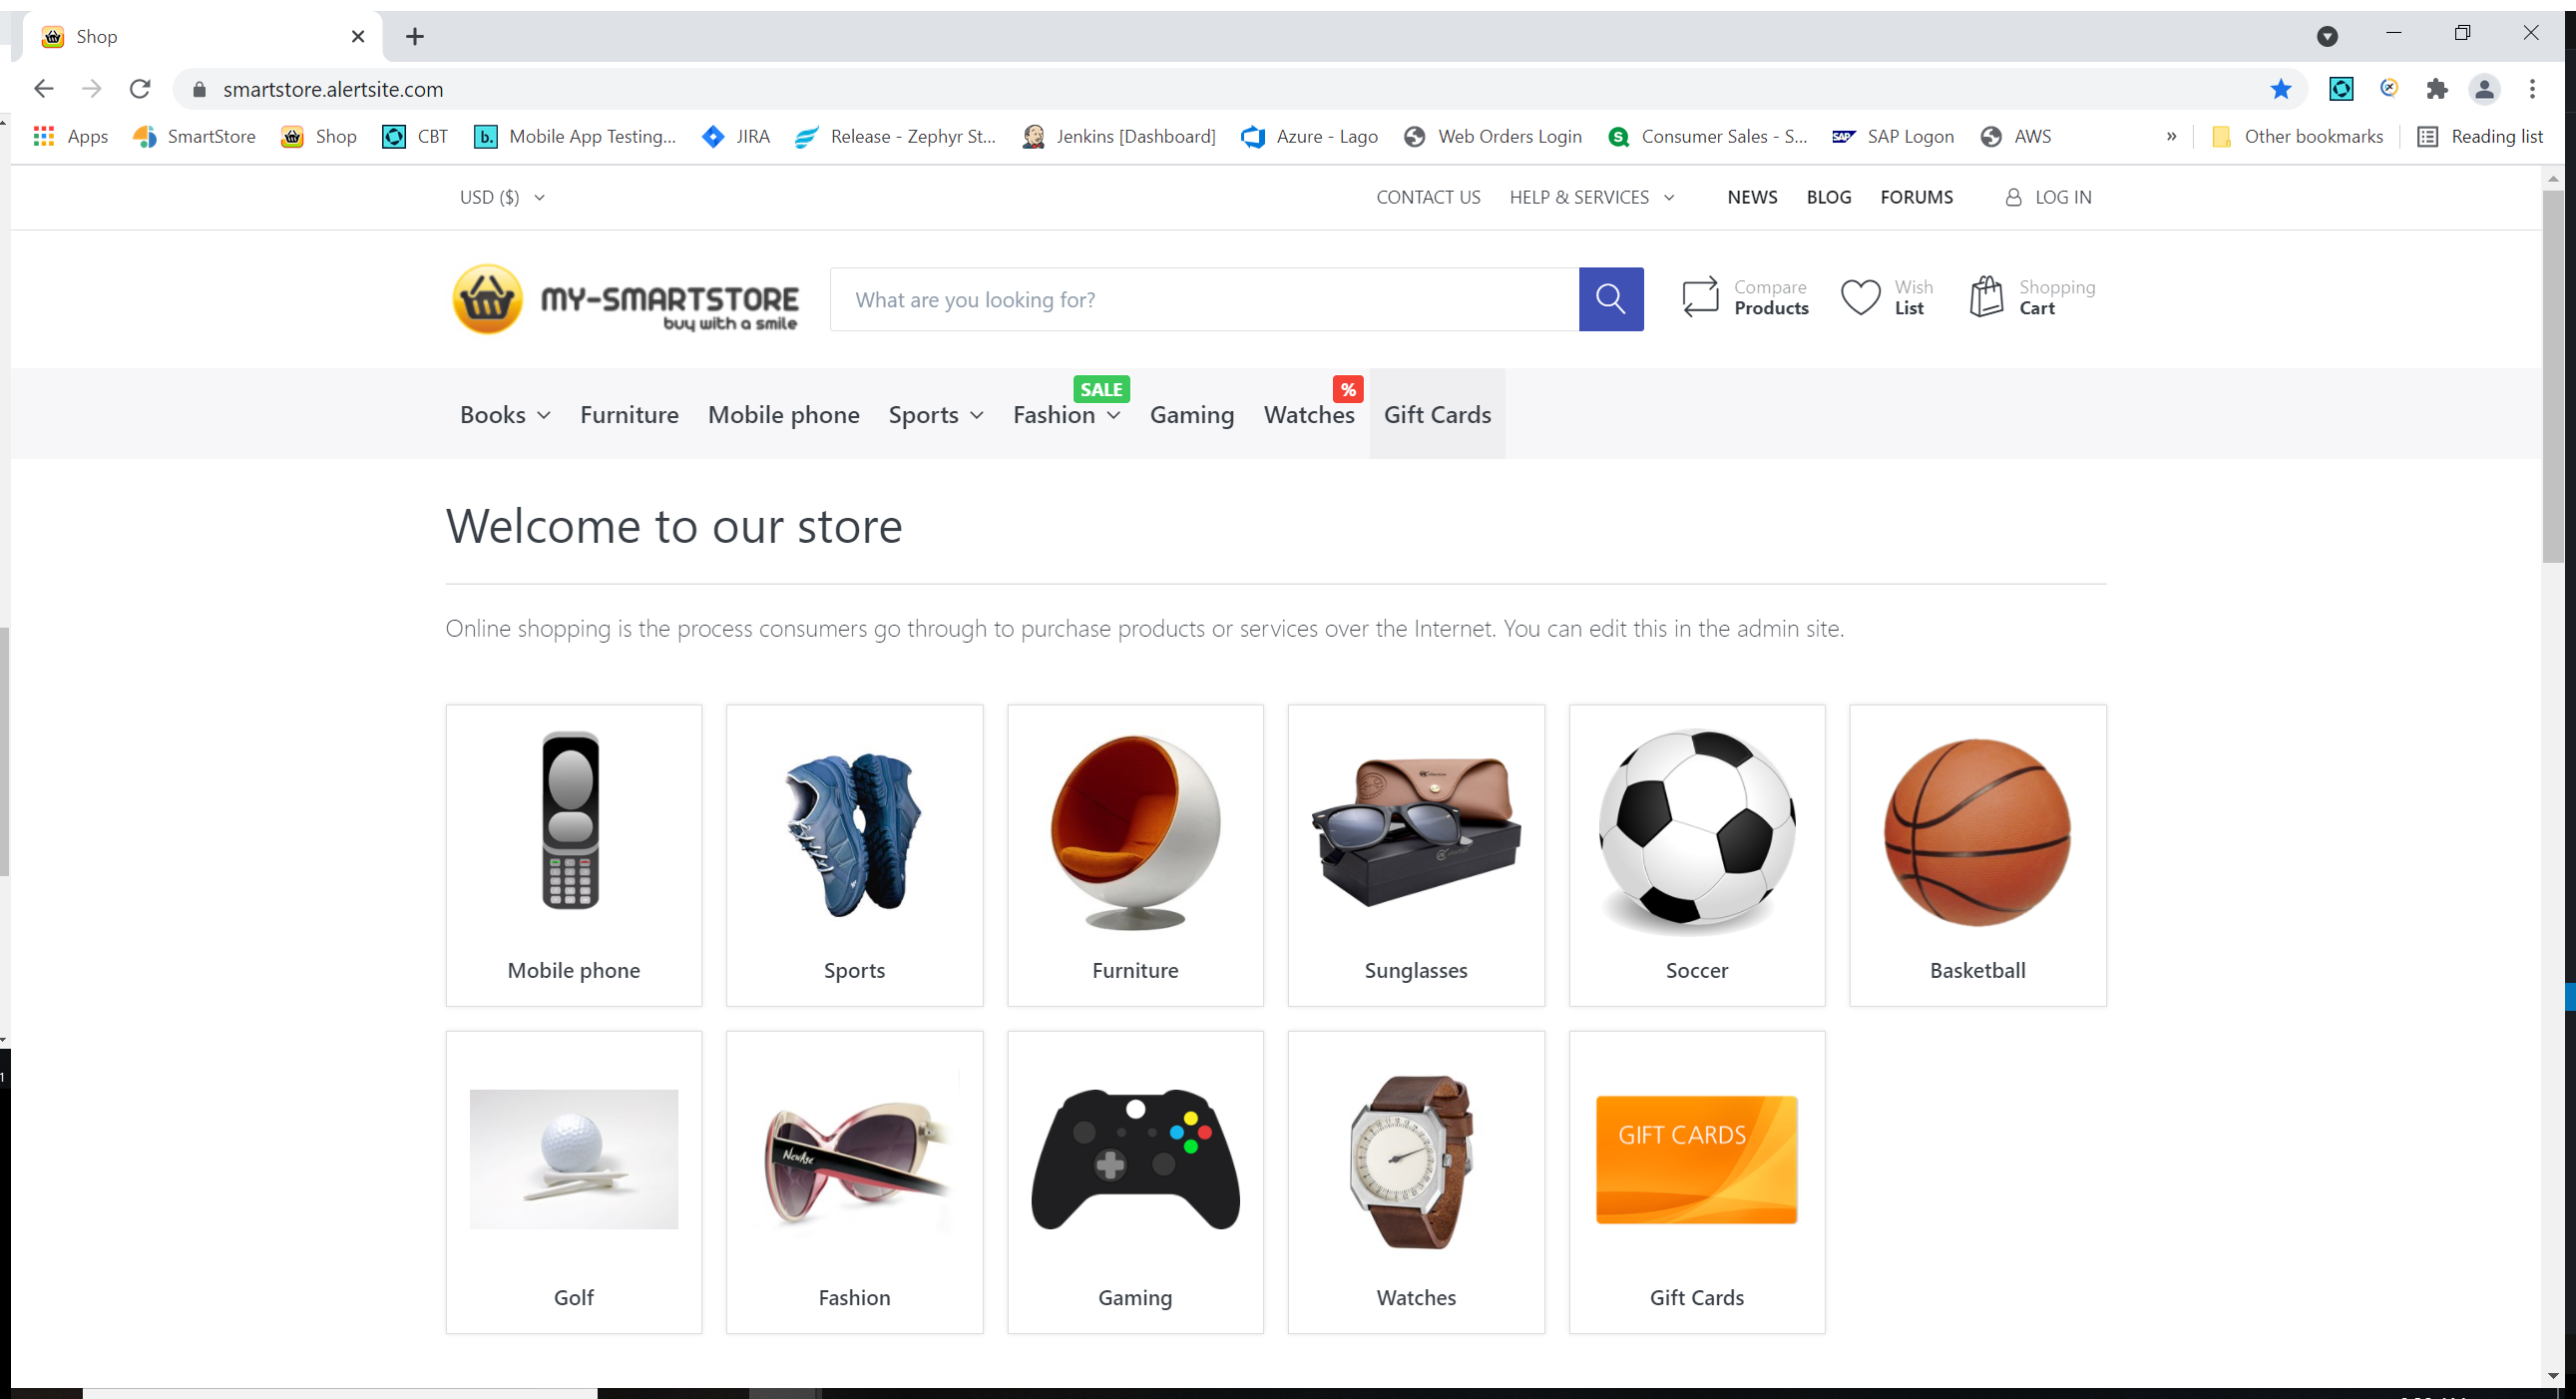 Shop
smartstore.alertsite.com
Apps SmartStore Shop CBT Mobile App Testing... JIRA Release - Zephyr St... Jenkins [Dashboard] Azure - Lago Web Orders Login Consumer Sales - S... SAP SAP Logon AWS » Other bookmarks Reading list
USD ($) CONTACT US HELP & SERVICES NEWS BLOG FORUMS LOG IN
MY-SMARTSTORE
buy with a smile
What are you looking for?
Compare
Products
Wish
List
Shopping
Cart
SALE %
Books Furniture Mobile phone Sports Fashion Gaming Watches Gift Cards
Welcome to our store
Online shopping is the process consumers go through to purchase products or services over the Internet. You can edit this in the admin site.
Mobile phone Sports Furniture Sunglasses Soccer Basketball
NewAge
GIFT CARDS
Golf Fashion Gaming Watches Gift Cards